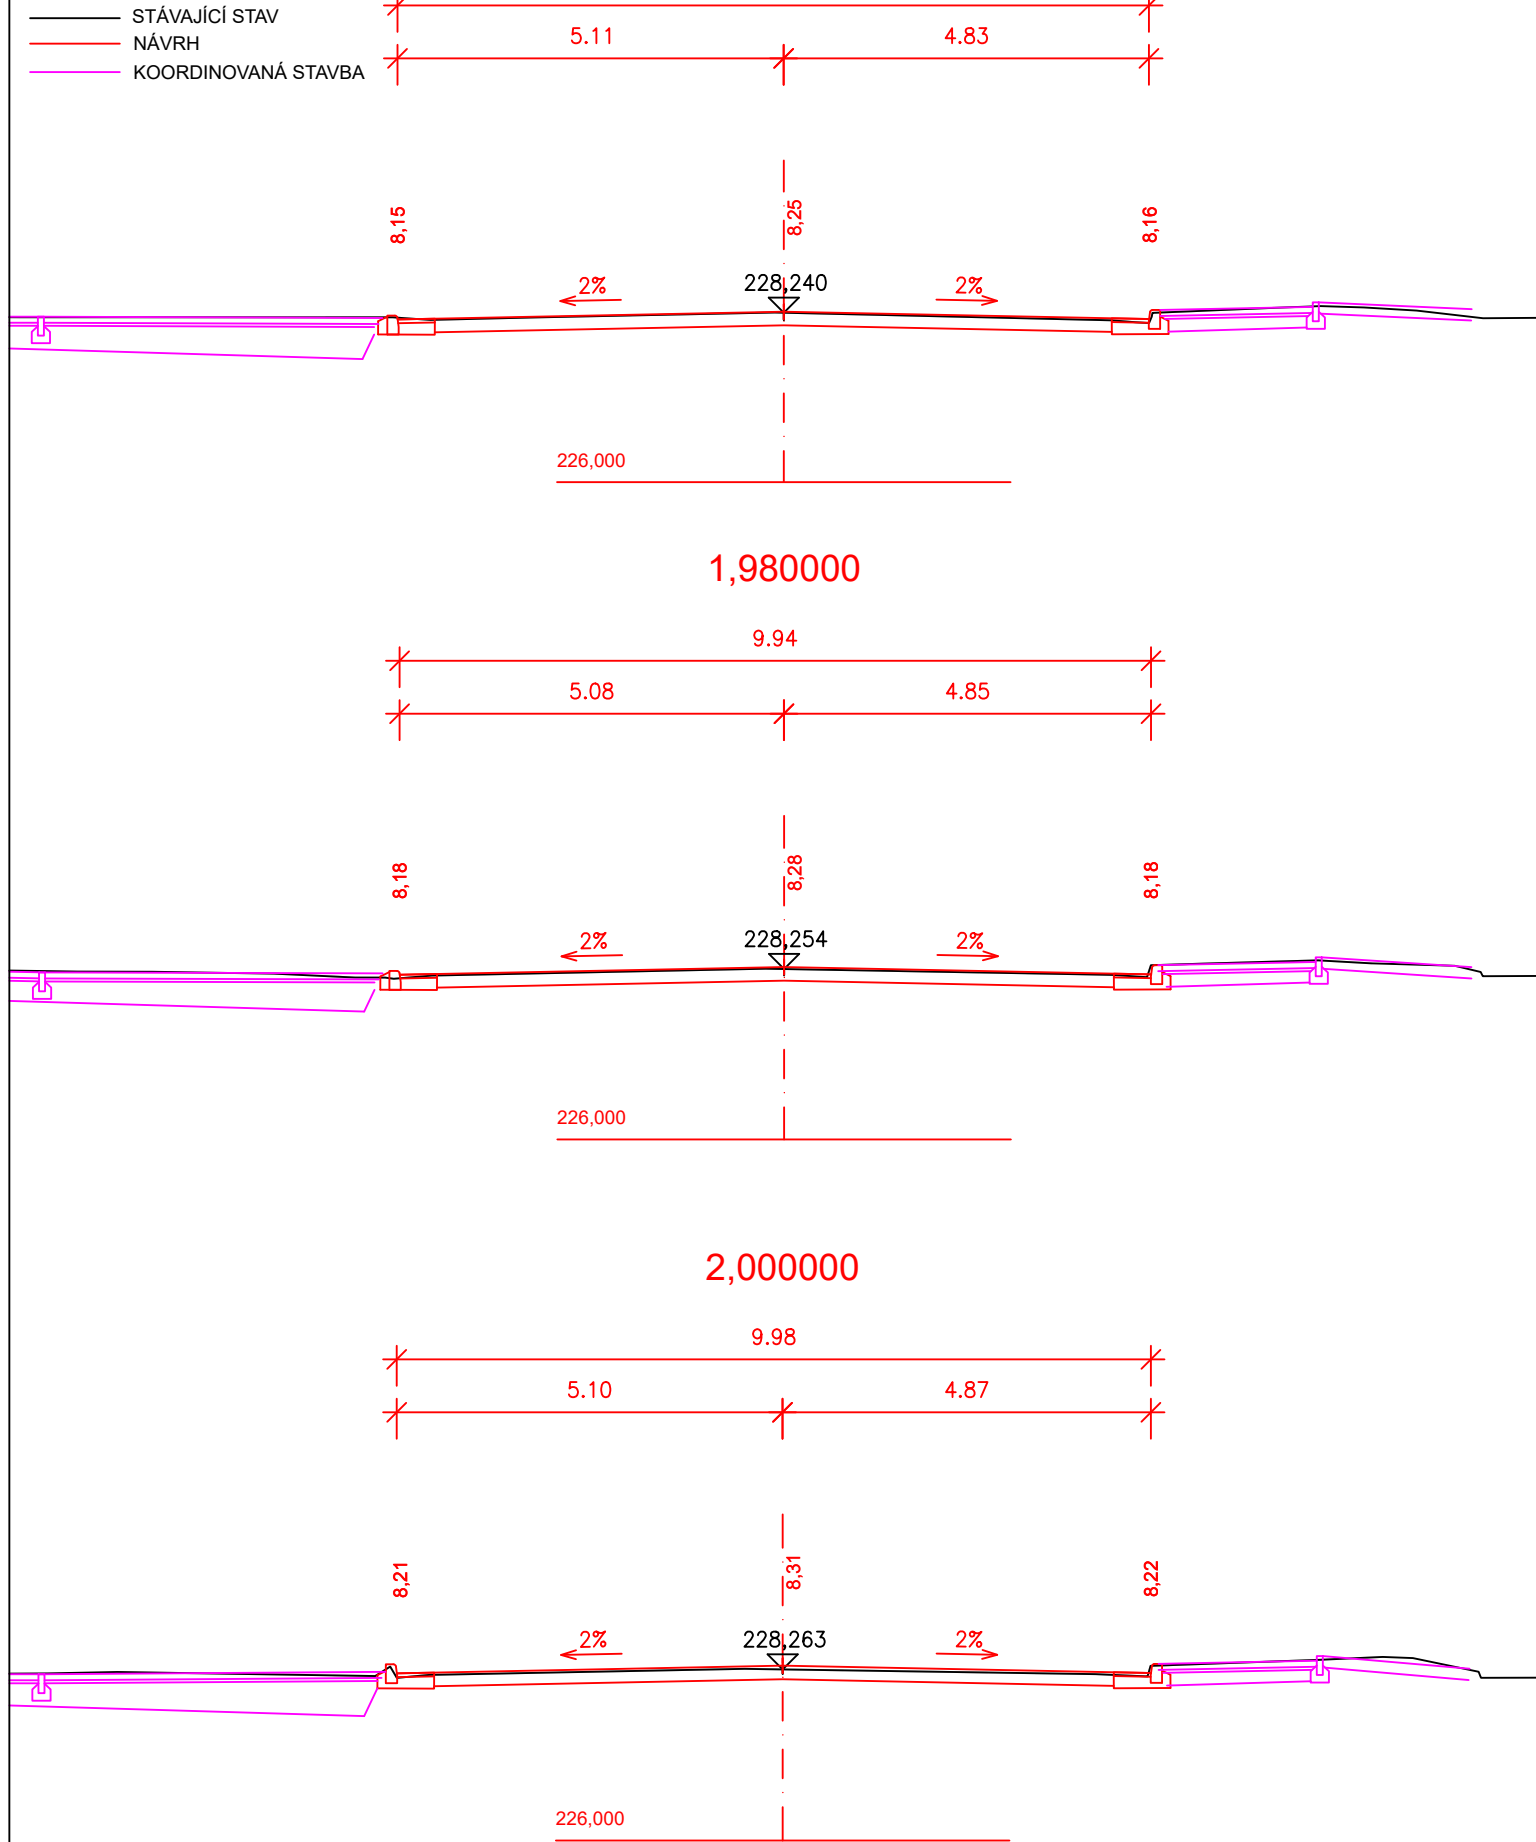 STÁVAJÍCÍ STAV
NÁVRH
KOORDINOVANÁ STAVBA
5.11 4.83
8,15 8,25 8,16
2% 228,240 2%
226,000
1,980000
9.94
5.08 4.85
8,18 8,28 8,18
2% 228,254 2%
226,000
2,000000
9.98
5.10 4.87
8,21 8,31 8,22
2% 228,263 2%
226,000